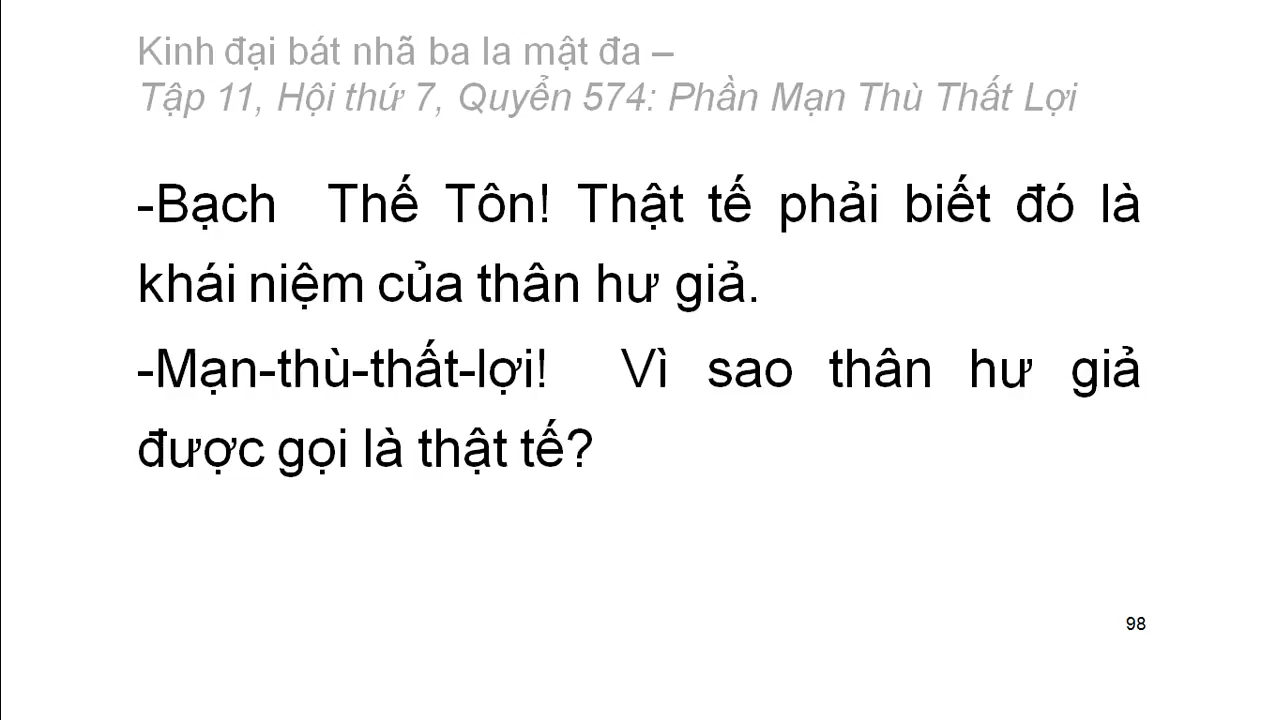 Kinh đại bát nhã ba la mật đa –
Tập 11, Hội thứ 7, Quyển 574: Phần Mạn Thù Thất Lợi
-Bạch Thế Tôn! Thật tế phải biết đó là
khái niệm của thân hư giả.
-Mạn-thù-thất-lợi! Vì sao thân hư giả
được gọi là thật tế?
98